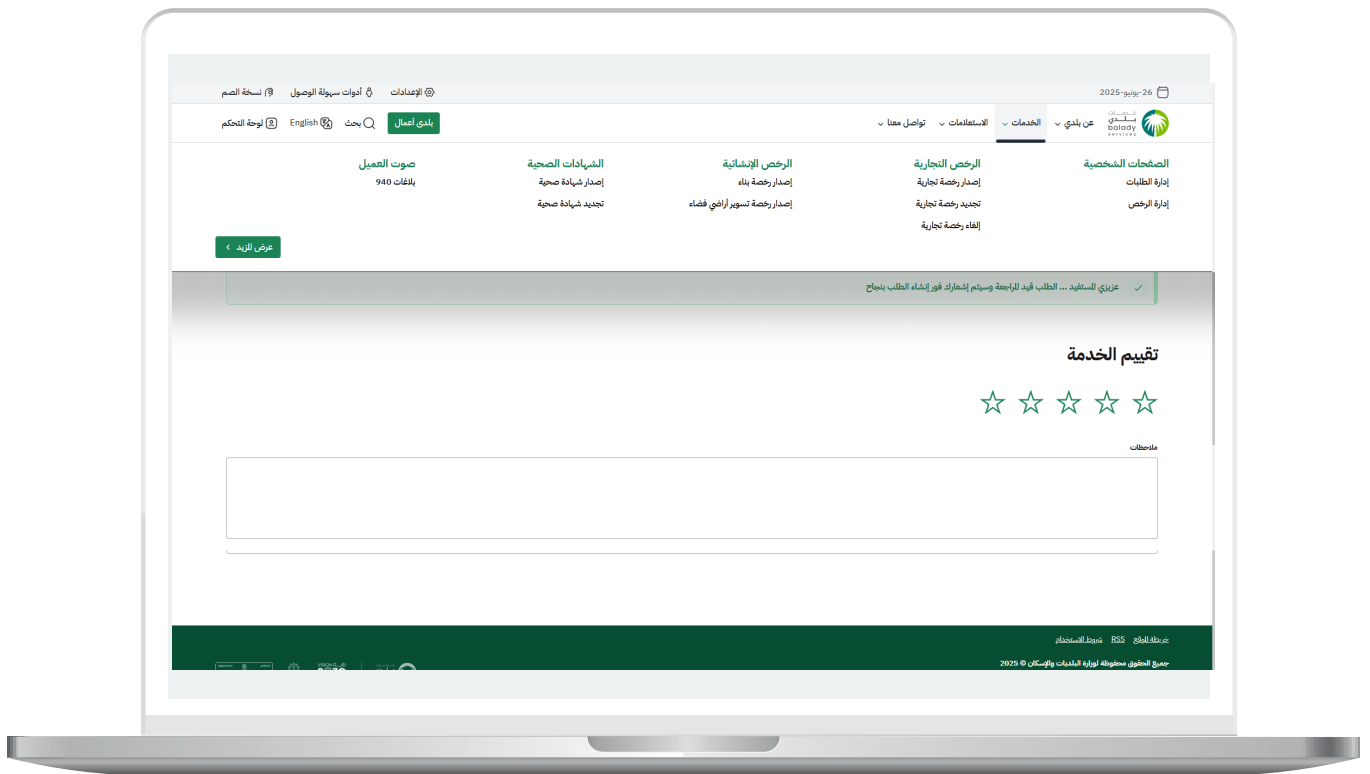 26-يونيو-2025
الإعدادات
أدوات سهولة الوصول
نسخة الصم
خدمات
بلدي
balady
services
عن بلدي
الخدمات
الاستعلامات
تواصل معنا
بلدي أعمال
بحث
English
لوحة التحكم
الصفحات الشخصية
إدارة الطلبات
إدارة الرخص
الرخص التجارية
إصدار رخصة تجارية
تجديد رخصة تجارية
إلغاء رخصة تجارية
الرخص الإنشائية
إصدار رخصة بناء
إصدار رخصة تسوير أراضي فضاء
الشهادات الصحية
إصدار شهادة صحية
تجديد شهادة صحية
صوت العميل
بلاغات 940
عرض المزيد
عزيزي المستفيد ... الطلب قيد المراجعة وسيتم إشعارك فور إنشاء الطلب بنجاح
تقييم الخدمة
ملاحظات
خريطة الموقع RSS شروط الاستخدام
جميع الحقوق محفوظة لوزارة البلديات والإسكان © 2025